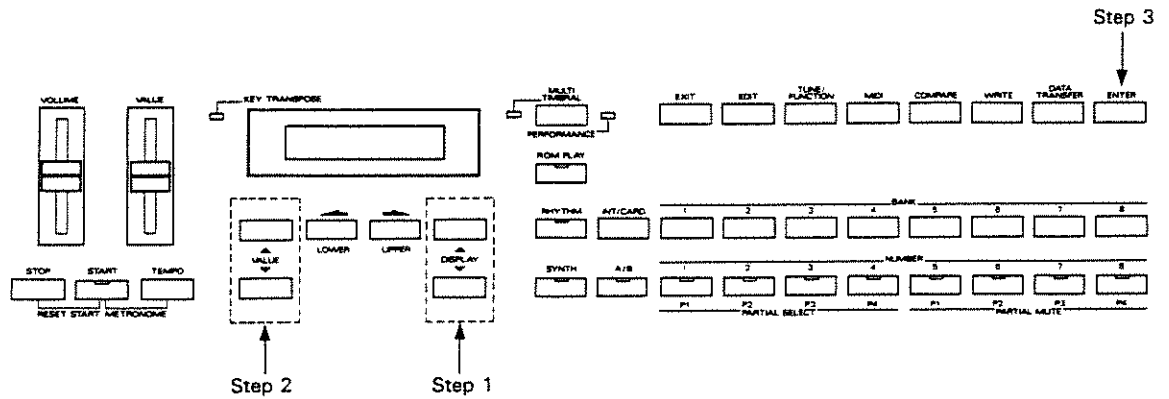 Step 3
VOLUME VALUE KEY TRANSPOSE MULTI TIMBRAL EXIT EDIT TUNE/FUNCTION MIDI COMPARE WRITE DATA TRANSFER ENTER
PERFORMANCE
ROM PLAY
RHYTHM INT/CARD BANK
1 2 3 4 5 6 7 8
VALUE LOWER UPPER DISPLAY
STOP START TEMPO SYNTH A/B NUMBER
1 2 3 4 5 6 7 8
RESET START METRONOME
P1 P2 P3 P4 P1 P2 P3 P4
PARTIAL SELECT PARTIAL MUTE
Step 2 Step 1